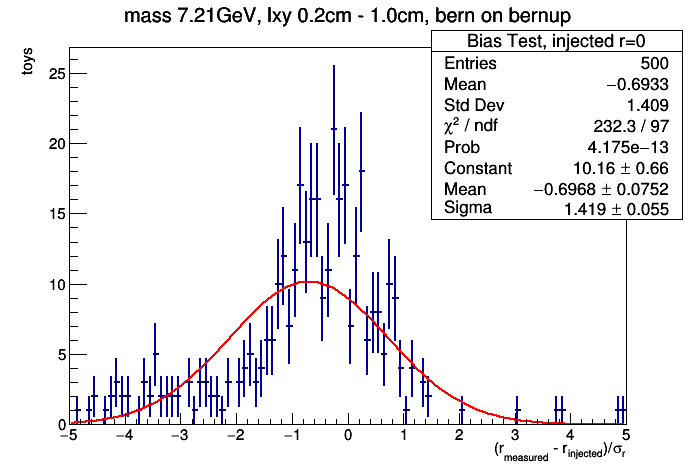 mass 7.21GeV, lxy 0.2cm - 1.0cm, bern on bernup
Bias Test, injected r=0
Entries 500
Mean −0.6933
Std Dev 1.409
χ² / ndf 232.3 / 97
Prob 4.175e−13
Constant 10.16 ± 0.66
Mean −0.6968 ± 0.0752
Sigma 1.419 ± 0.055
toys
25
20
15
10
5
0
−5 −4 −3 −2 −1 0 1 2 3 4 5
(r_measured - r_injected)/σ_r